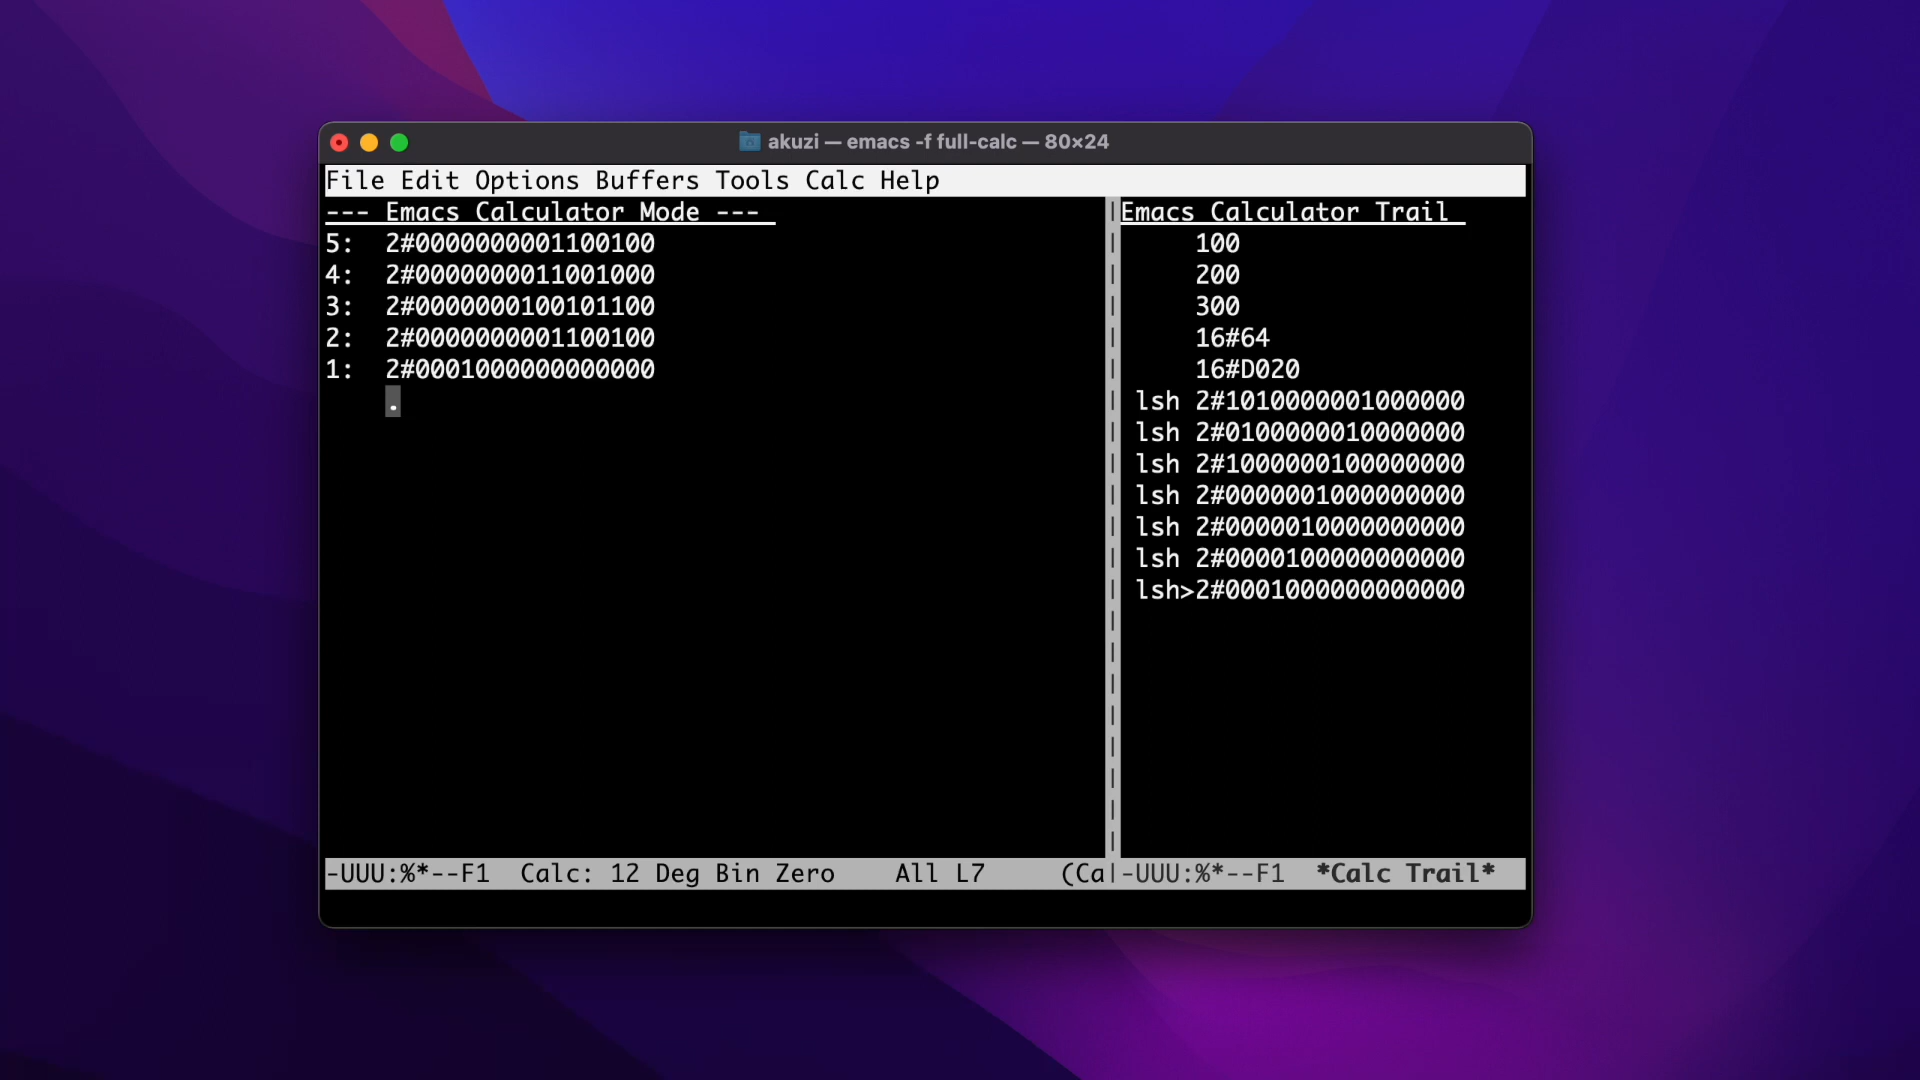 akuzi — emacs -f full-calc — 80×24
File Edit Options Buffers Tools Calc Help
--- Emacs Calculator Mode ---
5:  2#0000000001100100
4:  2#0000000011001000
3:  2#0000000100101100
2:  2#0000000001100100
1:  2#0001000000000000
.
Emacs Calculator Trail
100
200
300
16#64
16#D020
lsh 2#1010000001000000
lsh 2#0100000010000000
lsh 2#1000000100000000
lsh 2#0000001000000000
lsh 2#0000010000000000
lsh 2#0000100000000000
lsh>2#0001000000000000
-UUU:%*--F1  Calc: 12 Deg Bin Zero    All L7     (Ca
-UUU:%*--F1  *Calc Trail*